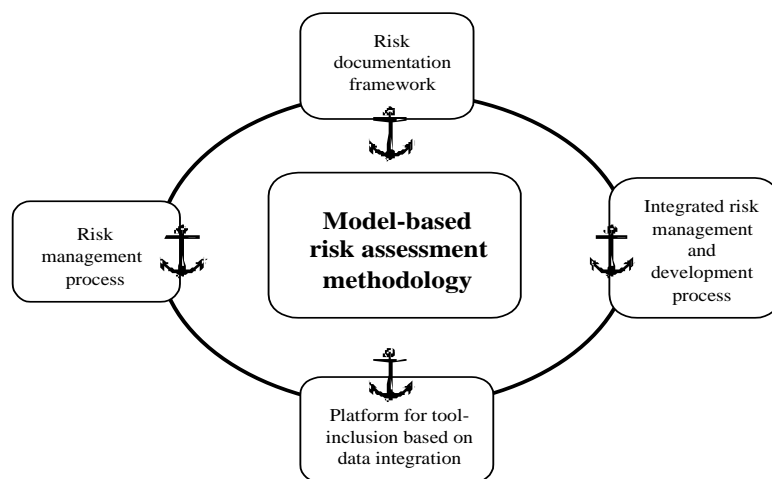 Risk
documentation
framework
Risk
management
process
Model-based
risk assessment
methodology
Integrated risk
management
and
development
process
Platform for tool-
inclusion based on
data integration